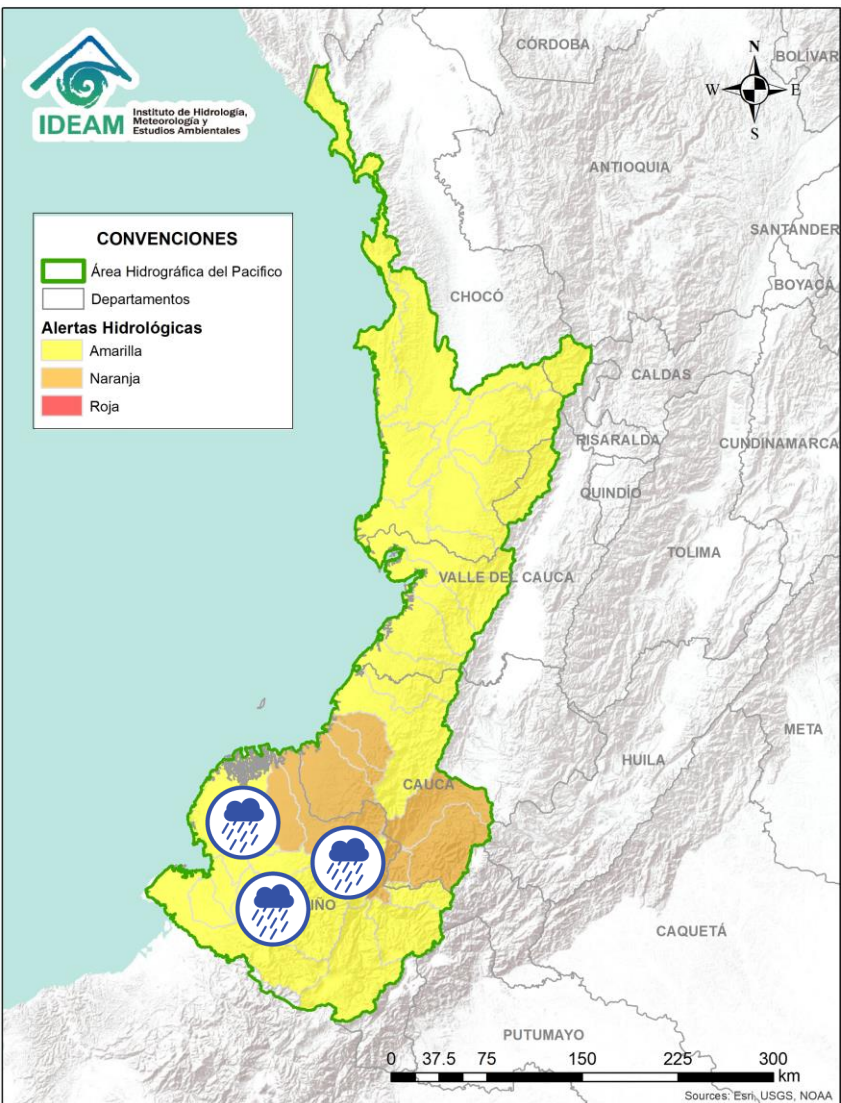 IDEAM
Instituto de Hidrología,
Meteorología y
Estudios Ambientales
N
W
E
S
CONVENCIONES
Área Hidrográfica del Pacifico
Departamentos
Alertas Hidrológicas
Amarilla
Naranja
Roja
CÓRDOBA
BOLÍVAR
ANTIOQUIA
SANTANDER
BOYACÁ
CHOCÓ
CALDAS
RISARALDA
CUNDINAMARCA
QUINDÍO
TOLIMA
VALLE DEL CAUCA
META
HUILA
CAUCA
IÑO
CAQUETÁ
PUTUMAYO
0 37.5 75 150 225 300
km
Sources: Esri, USGS, NOAA